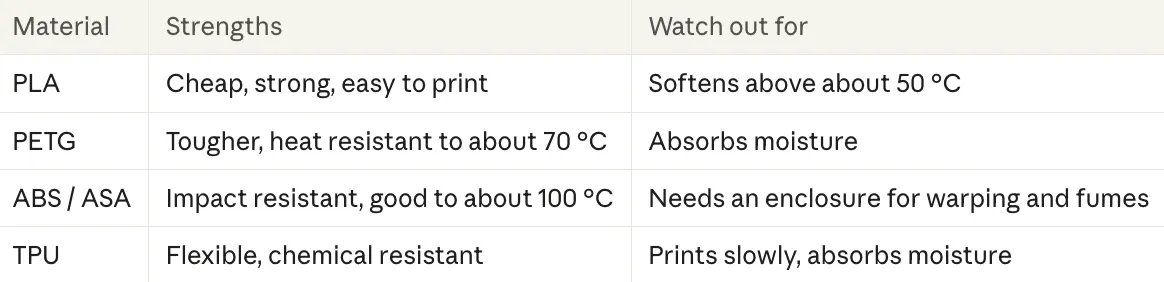 Material Strengths Watch out for
PLA Cheap, strong, easy to print Softens above about 50 °C
PETG Tougher, heat resistant to about 70 °C Absorbs moisture
ABS / ASA Impact resistant, good to about 100 °C Needs an enclosure for warping and fumes
TPU Flexible, chemical resistant Prints slowly, absorbs moisture